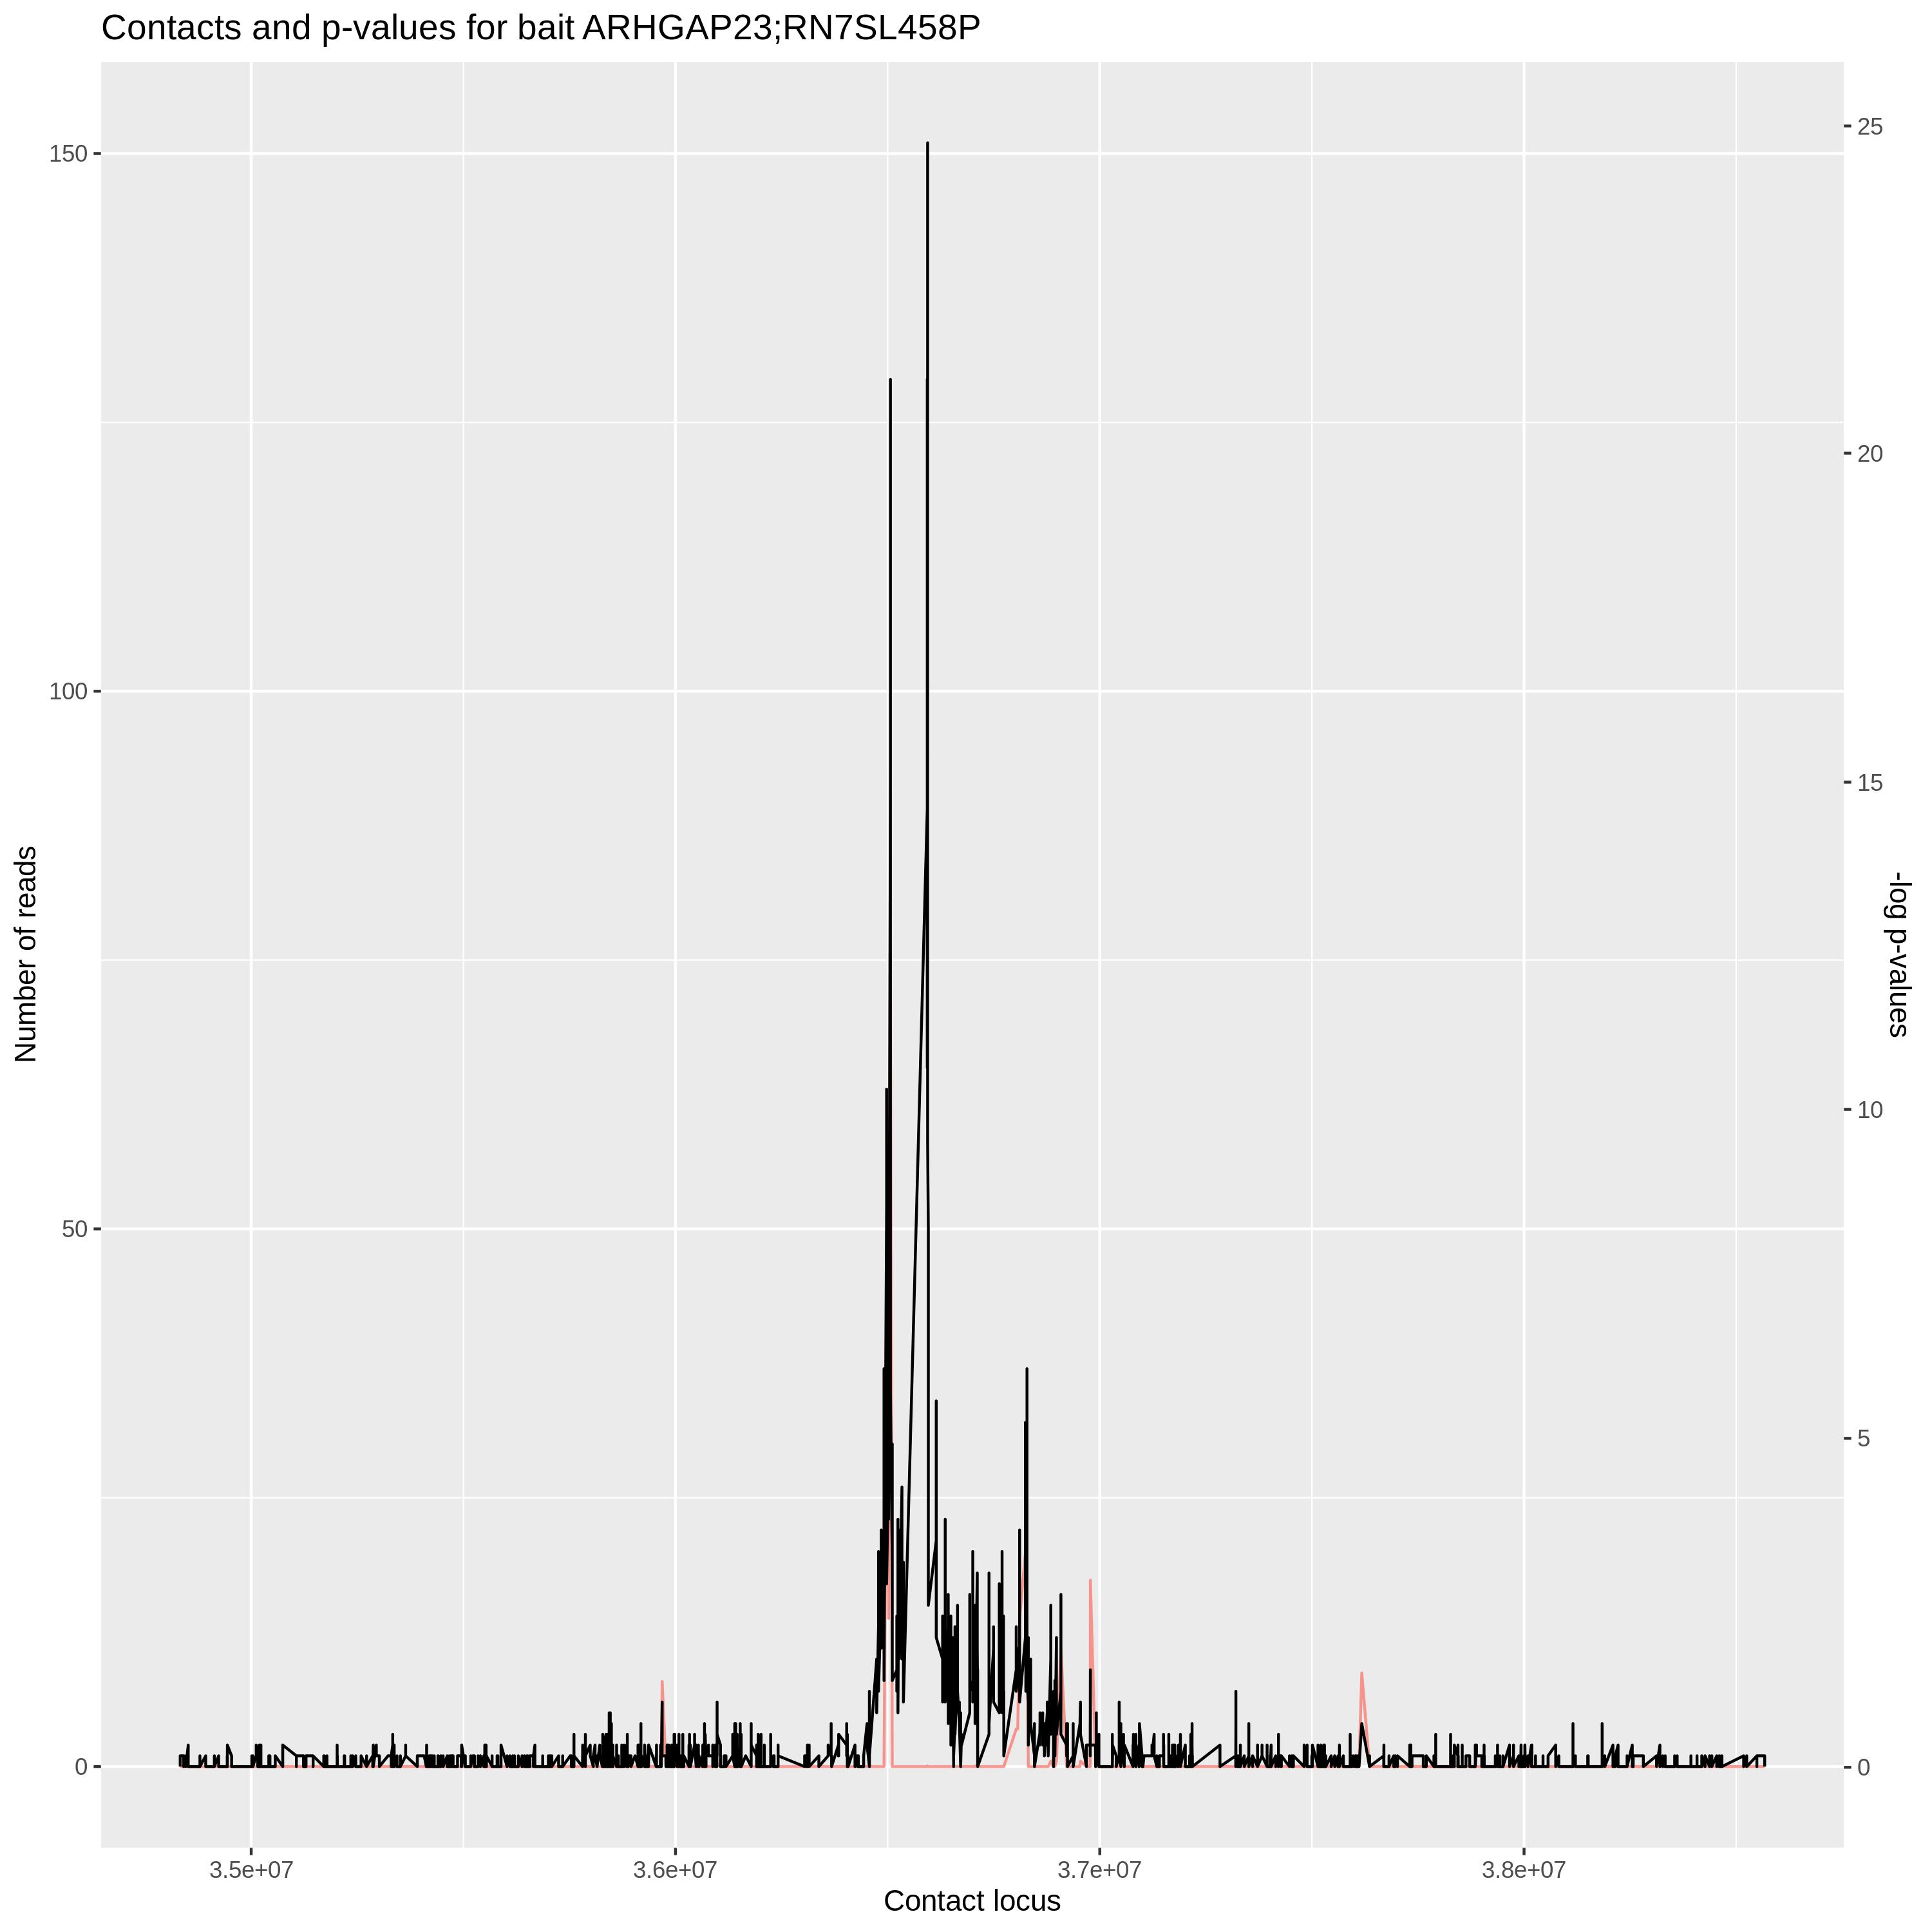 Contacts and p-values for bait ARHGAP23;RN7SL458P
150
100
50
0
Number of reads
25
20
15
10
5
0
-log p-values
3.5e+07 3.6e+07 3.7e+07 3.8e+07
Contact locus